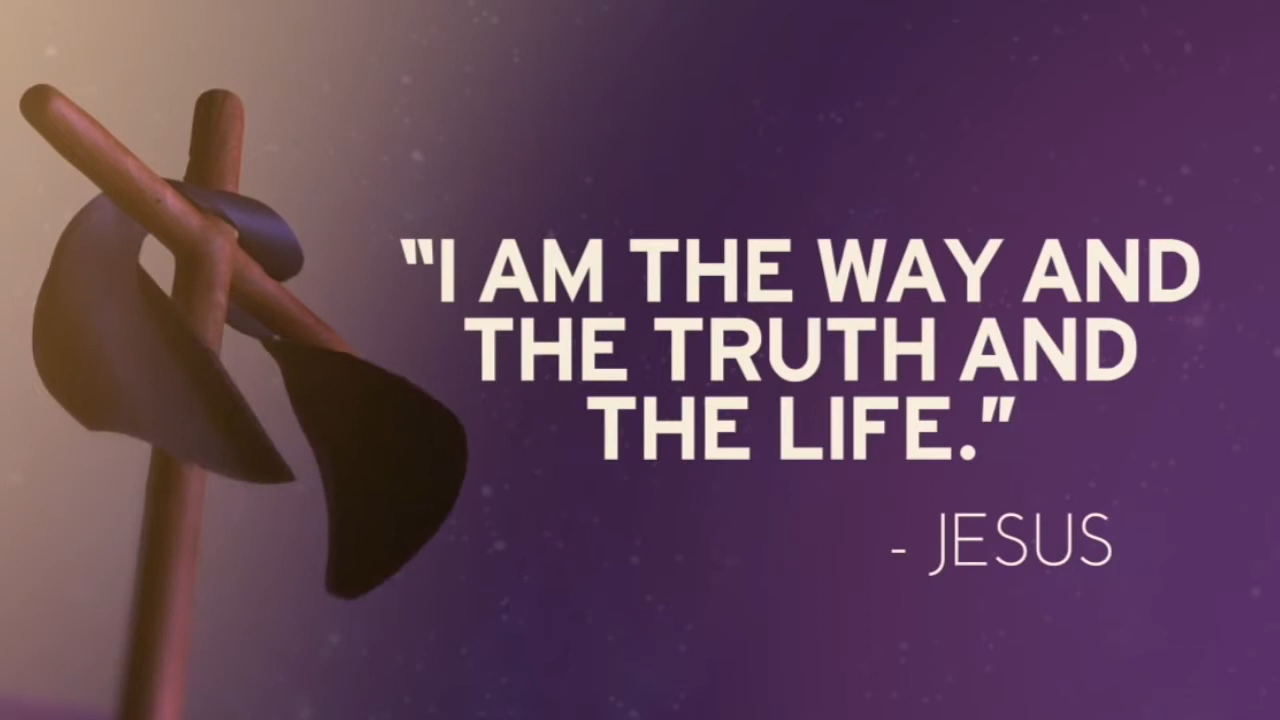 "I AM THE WAY AND
THE TRUTH AND
THE LIFE."
- JESUS